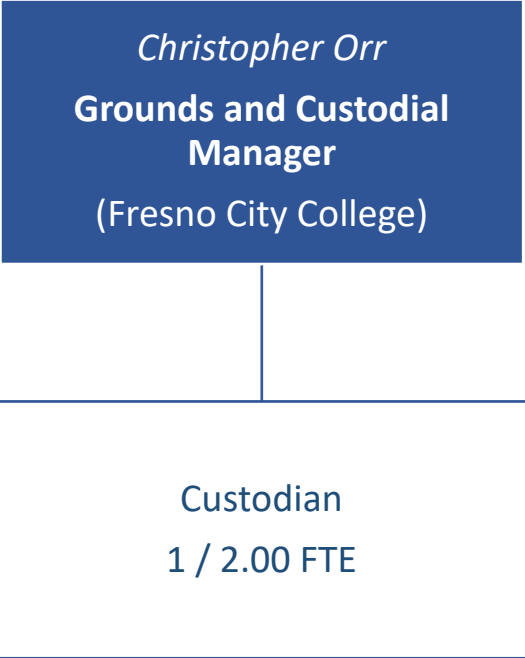 Christopher Orr
Grounds and Custodial
Manager
(Fresno City College)
Custodian
1 / 2.00 FTE